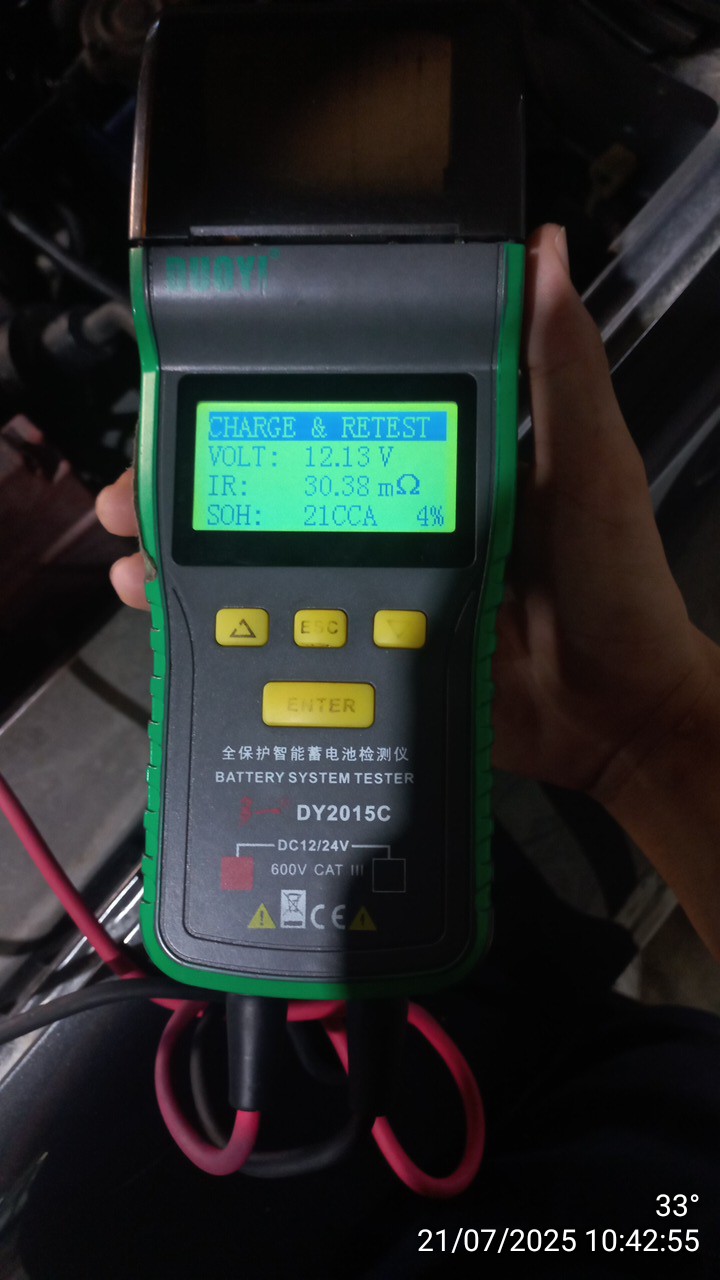 DUOYI
CHARGE & RETEST
VOLT: 12.13 V
IR: 30.38 mΩ
SOH: 21CCA 4%
ESC
ENTER
全保护智能蓄电池检测仪
BATTERY SYSTEM TESTER
DY2015C
DC12/24V
600V CAT III
CE
33°
21/07/2025 10:42:55